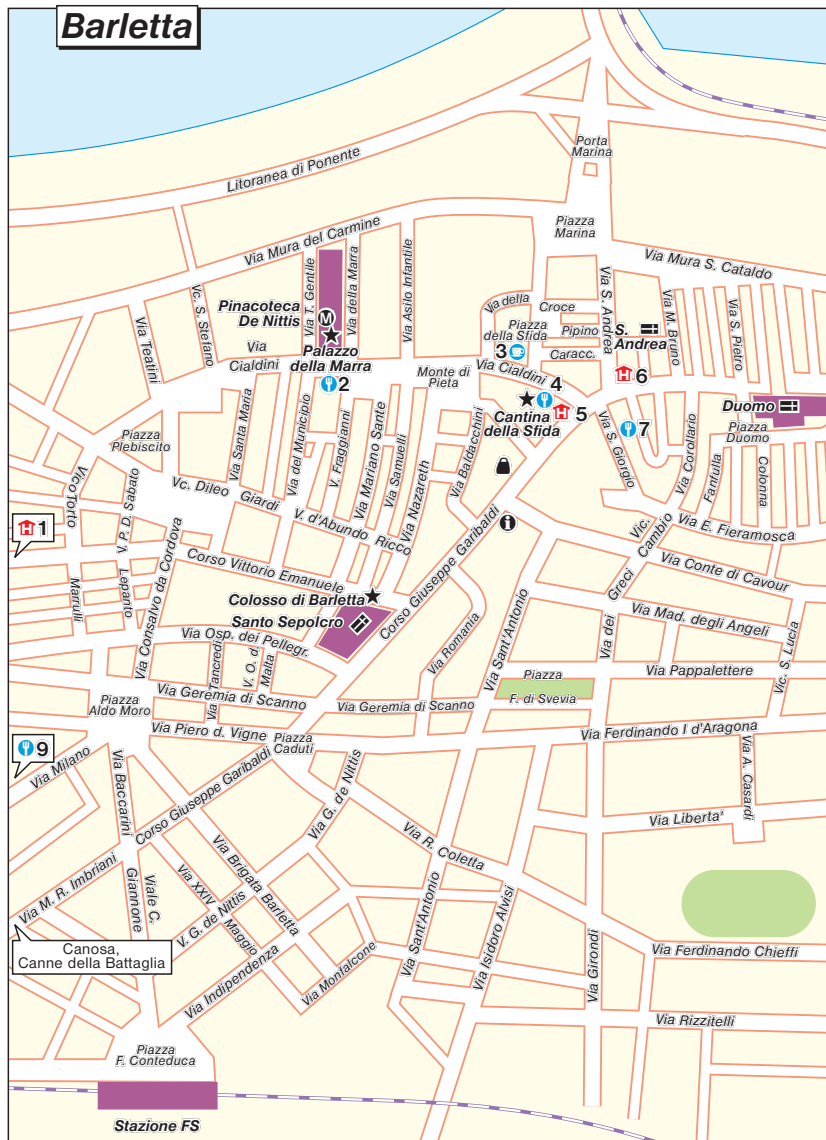 Barletta
Porta
Marina
Litoranea di Ponente
Piazza
Marina
Via Mura del Carmine
Via Mura S. Cataldo
Via T. Gentile
Via della Marra
Via Asilo Infantile
Vc. S. Stefano
Via Teatini
Pinacoteca
De Nittis
M
Palazzo
della Marra
Via
Cialdini
2
Via della
Croce
Piazza
della Sfida
Pipino
Caracc.
3
Via S. Andrea
S.
Andrea
Via M. Bruno
Via S. Pietro
Monte di
Pieta
Via Cialdini
4
5
6
7
Cantina
della Sfida
Duomo
Piazza
Duomo
Piazza
Plebiscito
Via Santa Maria
Via del Municipio
V. Fraggianni
Via Mariano Sante
Via Samuelli
Via Nazareth
Via Baldacchini
Via S. Giorgio
Via Corollario
Fantulla
Colonna
Vico Torto
V. P. D. Sabato
Vc. Dileo
Giardi
V. d'Abundo
Ricco
i
1
Vic.
Cambio
Via E. Fieramosca
Via Conte di Cavour
Marrulli
Lepanto
Via Consalvo da Cordova
Corso Vittorio Emanuele
Colosso di Barletta
Santo Sepolcro
Corso Giuseppe Garibaldi
Via Romania
Via Sant'Antonio
Via dei
Greci
Via Mad. degli Angeli
Vic. S. Lucia
Via Osp. dei Pellegr.
Via Tancredi
V. O. di
Malta
Via Pappalettere
Piazza
F. di Svevia
Piazza
Aldo Moro
Via Geremia di Scanno
Via Geremia di Scanno
Via Piero d. Vigne
Piazza
Caduti
Via Ferdinando I d'Aragona
9
Via Milano
Via Baccarini
Corso Giuseppe Garibaldi
Via G. de Nittis
Via A. Casardi
Via Liberta'
Via R. Coletta
Via M. R. Imbriani
Viale C.
Giannone
Via XXIV
Maggio
Via Brigata Barletta
V. G. de Nittis
Via Sant'Antonio
Via Isidoro Alvisi
Via Girondi
Canosa,
Canne della Battaglia
Via Indipendenza
Via Monfalcone
Via Ferdinando Chieffi
Via Rizzitelli
Piazza
F. Conteduca
Stazione FS